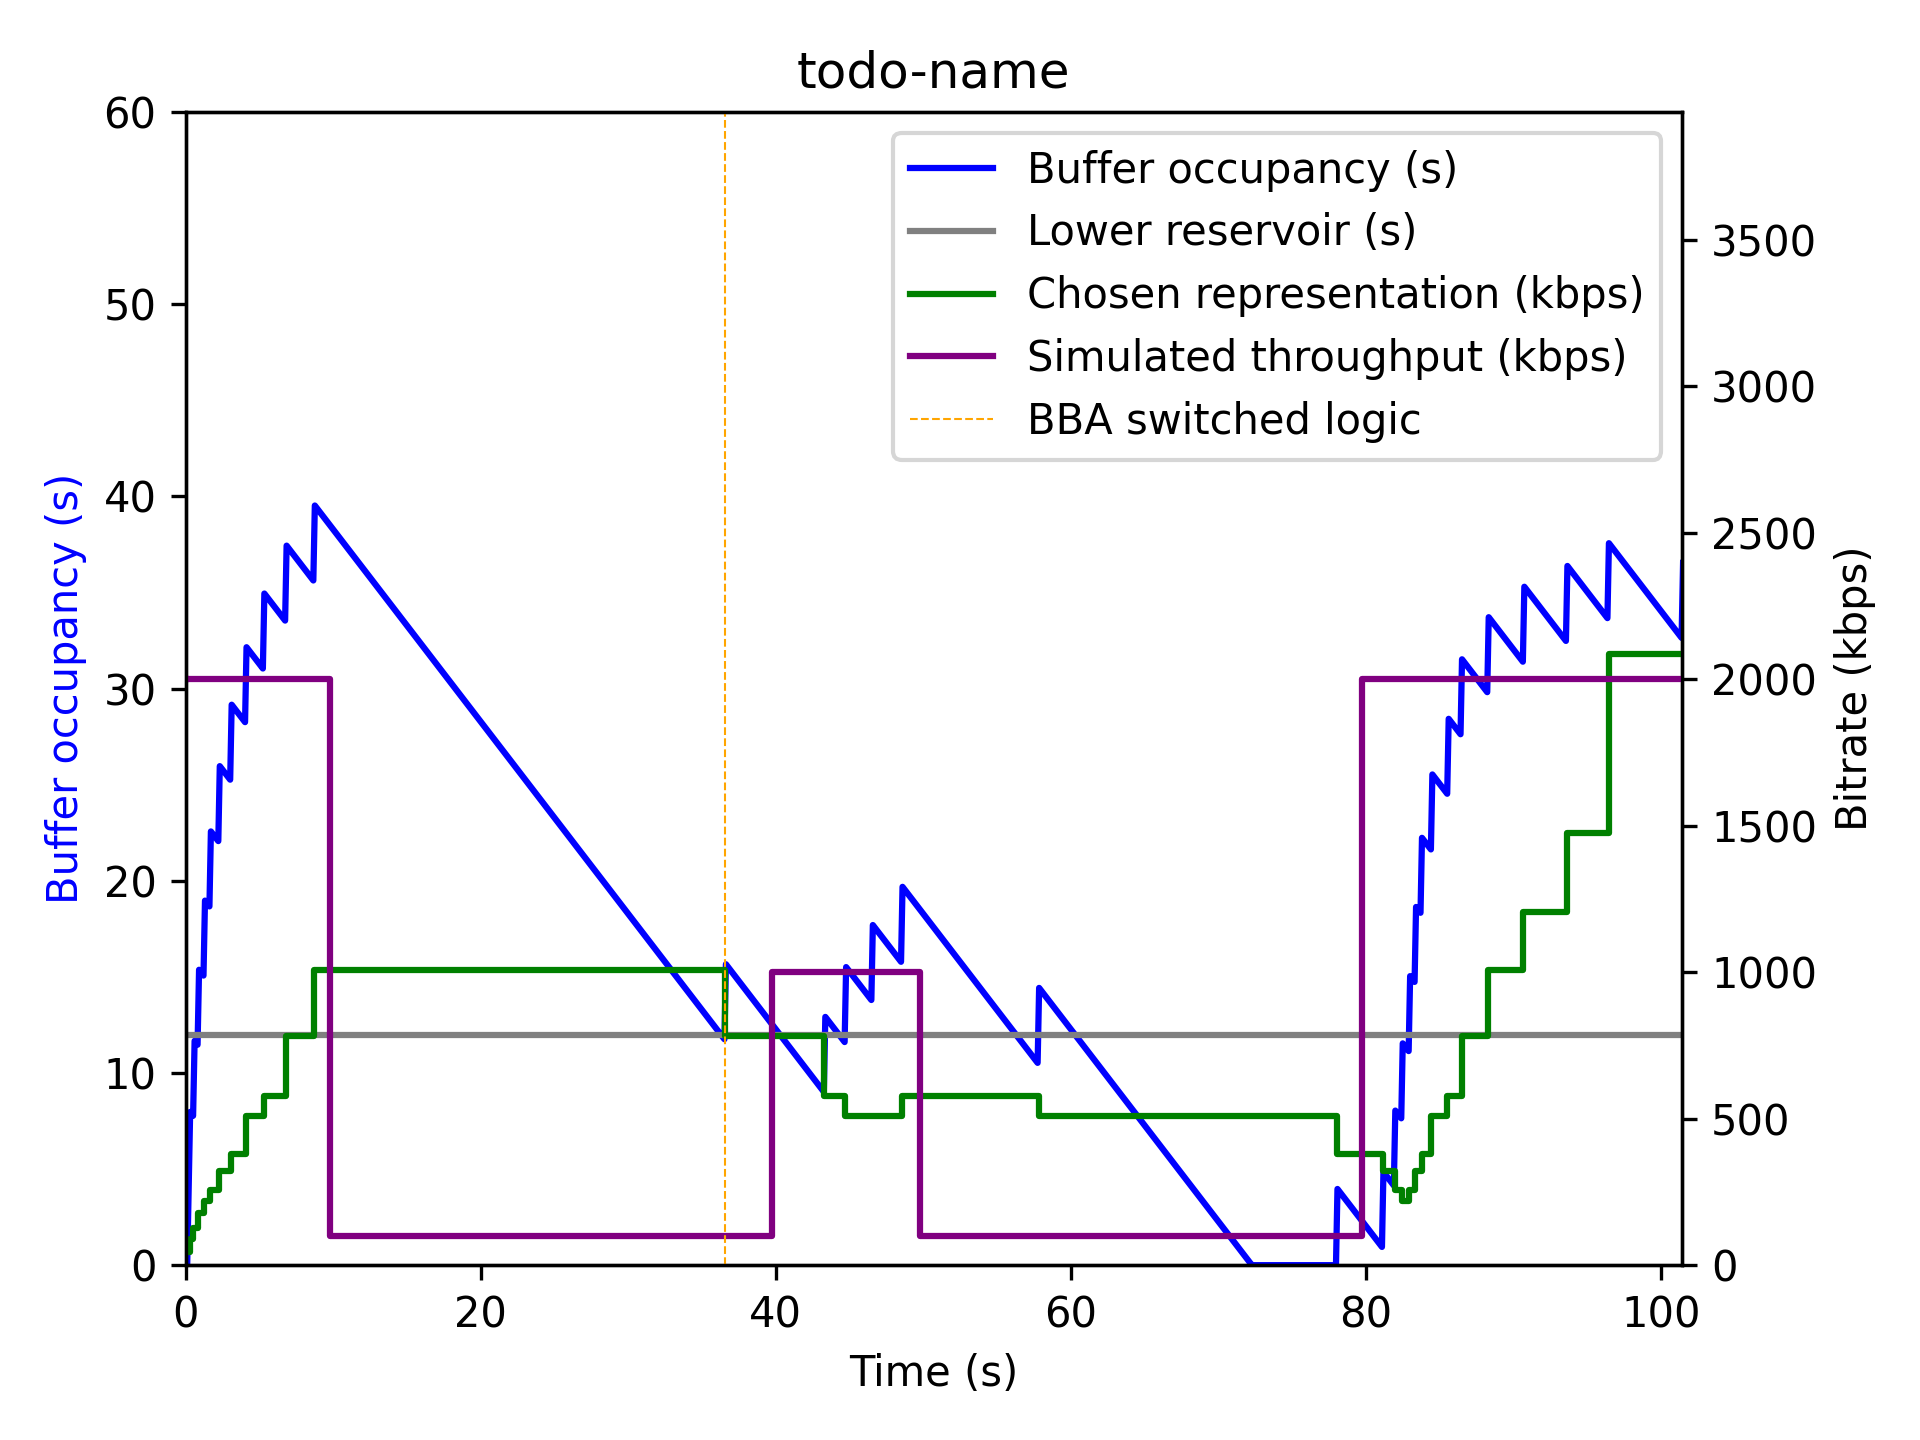 todo-name
60
50
40
30
20
10
0
Buffer occupancy (s)
Buffer occupancy (s)
Lower reservoir (s)
Chosen representation (kbps)
Simulated throughput (kbps)
BBA switched logic
3500
3000
2500
2000
1500
1000
500
0
Bitrate (kbps)
0 20 40 60 80 100
Time (s)